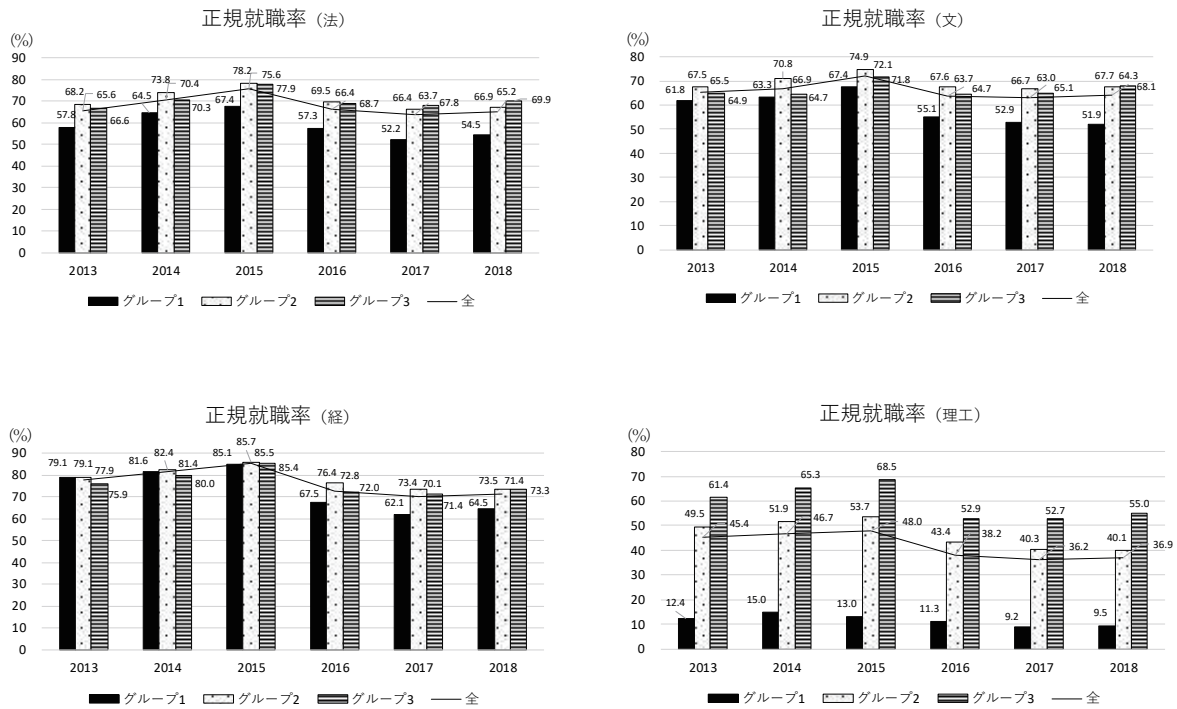 正規就職率（法）
(%)
90
80
70
60
50
40
30
20
10
0
57.8 68.2 65.6 66.6
64.5 73.8 70.4 70.3
67.4 78.2 75.6 77.9
57.3 69.5 66.4 68.7
52.2 66.4 63.7 67.8
54.5 66.9 65.2 69.9
2013 2014 2015 2016 2017 2018
グループ1 グループ2 グループ3 全
正規就職率（文）
(%)
80
70
60
50
40
30
20
10
0
61.8 67.5 65.5 64.9
63.3 70.8 66.9 64.7
67.4 74.9 72.1 71.8
55.1 67.6 63.7 64.7
52.9 66.7 63.0 65.1
51.9 67.7 64.3 68.1
2013 2014 2015 2016 2017 2018
グループ1 グループ2 グループ3 全
正規就職率（経）
(%)
90
80
70
60
50
40
30
20
10
0
79.1 79.1 77.9 75.9
81.6 82.4 81.4 80.0
85.1 85.7 85.5 85.4
67.5 76.4 72.8 72.0
62.1 73.4 70.1 71.4
64.5 73.5 71.4 73.3
2013 2014 2015 2016 2017 2018
グループ1 グループ2 グループ3 全
正規就職率（理工）
(%)
80
70
60
50
40
30
20
10
0
12.4 49.5 61.4 45.4
15.0 51.9 65.3 46.7
13.0 53.7 68.5 48.0
11.3 43.4 52.9 38.2
9.2 40.3 52.7 36.2
9.5 40.1 55.0 36.9
2013 2014 2015 2016 2017 2018
グループ1 グループ2 グループ3 全